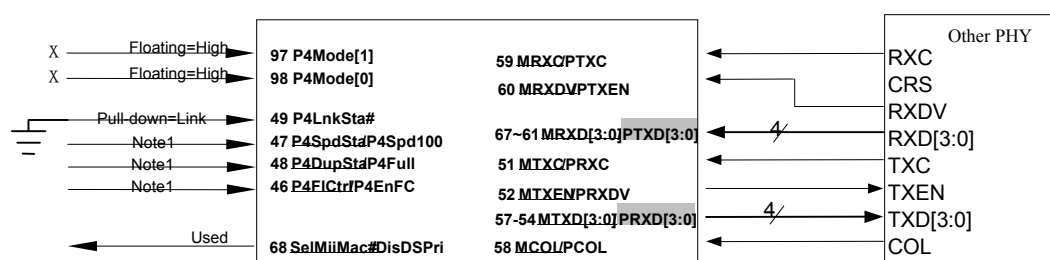 X Floating=High 97 P4Mode[1]
X Floating=High 98 P4Mode[0]
Pull-down=Link 49 P4LnkSta#
Note1 47 P4SpdSta/P4Spd100
Note1 48 P4DupSta/P4Full
Note1 46 P4FlCtrl/P4EnFC
Used 68 SelMiiMac#DisDSPri
59 MRXC/PTXC
60 MRXDV/PTXEN
67~61 MRXD[3:0]/PTXD[3:0]
51 MTXC/PRXC
52 MTXEN/PRXDV
57-54 MTXD[3:0]/PRXD[3:0]
58 MCOL/PCOL
4
4
Other PHY
RXC
CRS
RXDV
RXD[3:0]
TXC
TXEN
TXD[3:0]
COL